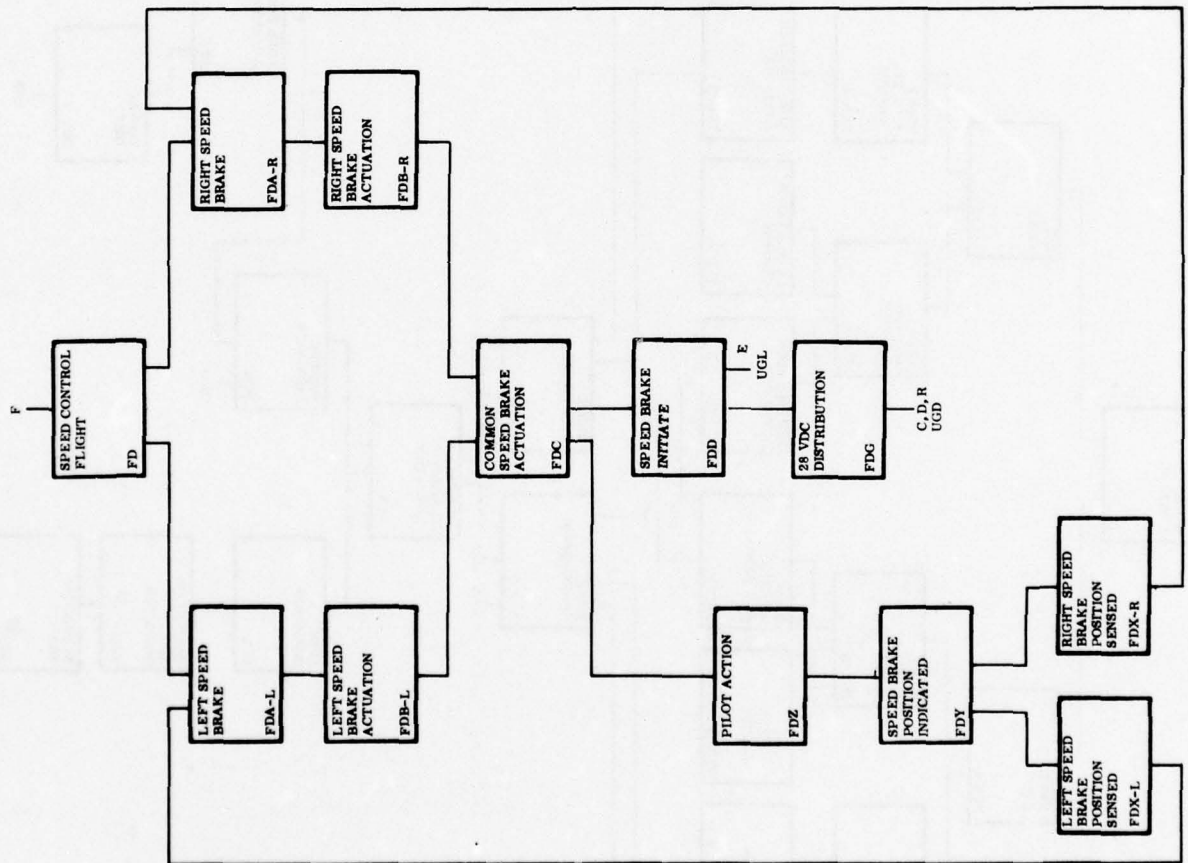 F
SPEED CONTROL
FLIGHT
FD
LEFT SPEED
BRAKE
FDA-L
RIGHT SPEED
BRAKE
FDA-R
LEFT SPEED
BRAKE
ACTUATION
FDB-L
RIGHT SPEED
BRAKE
ACTUATION
FDB-R
COMMON
SPEED BRAKE
ACTUATION
FDC
SPEED BRAKE
INITIATE
FDD
E
UGL
PILOT ACTION
FDZ
28 VDC
DISTRIBUTION
FDG
C,D,R
UGD
SPEED BRAKE
POSITION
INDICATED
FDY
LEFT SPEED
BRAKE
POSITION
SENSED
FDX-L
RIGHT SPEED
BRAKE
POSITION
SENSED
FDX-R